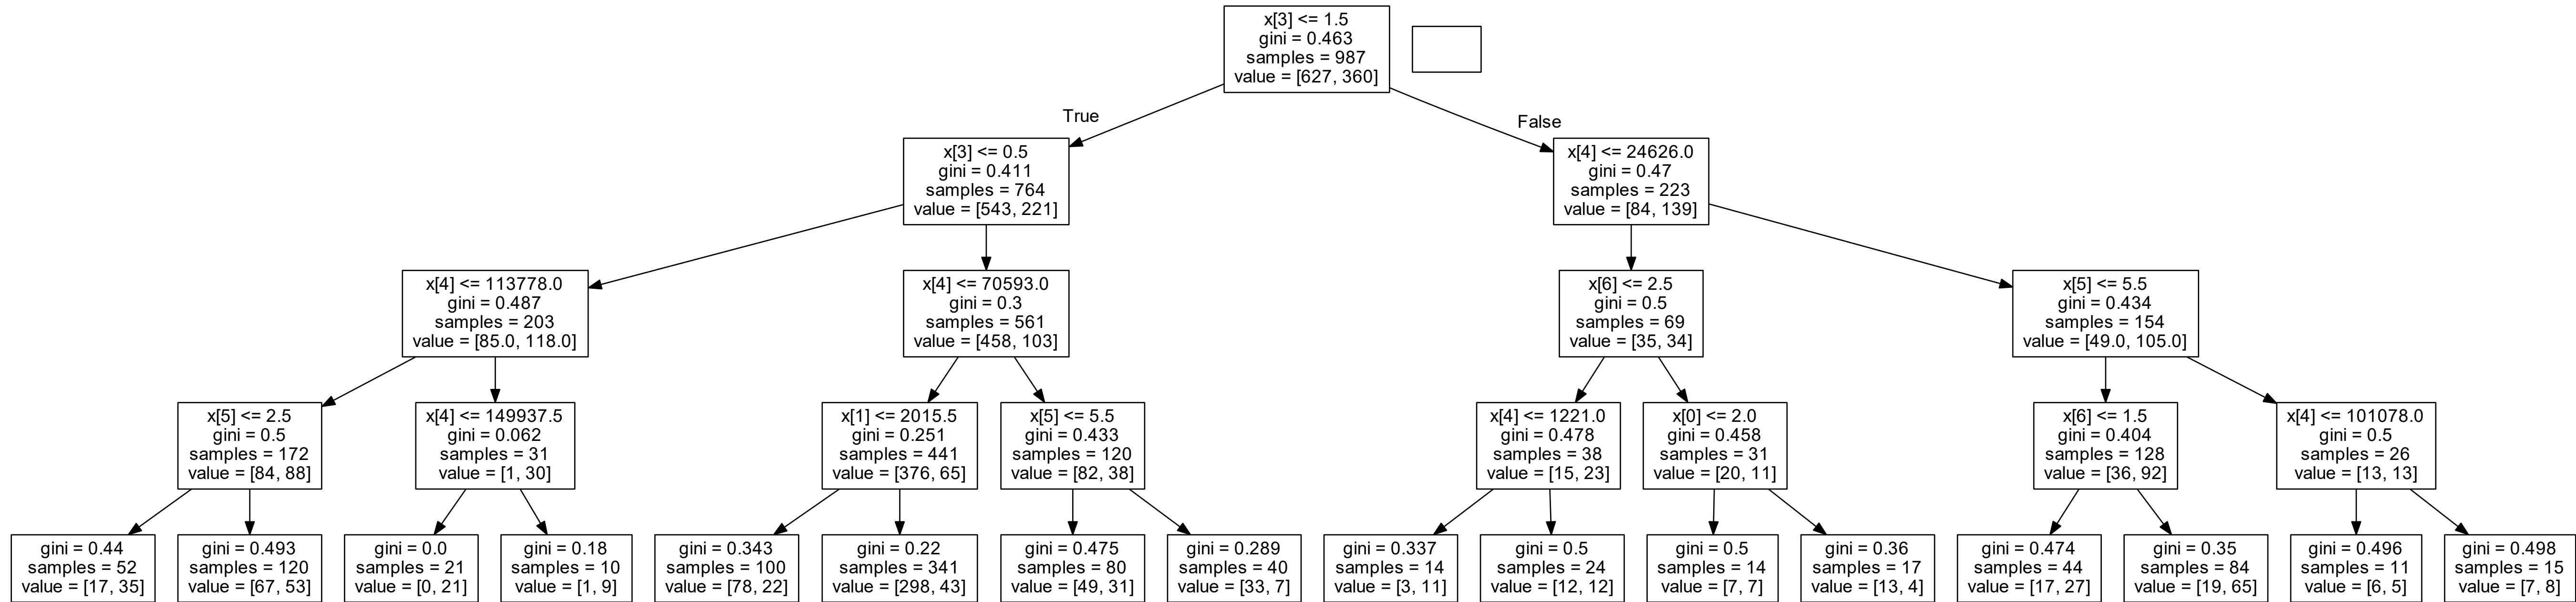 x[3] <= 1.5
gini = 0.463
samples = 987
value = [627, 360]
True
False
x[3] <= 0.5
gini = 0.411
samples = 764
value = [543, 221]
x[4] <= 24626.0
gini = 0.47
samples = 223
value = [84, 139]
x[4] <= 113778.0
gini = 0.487
samples = 203
value = [85.0, 118.0]
x[4] <= 70593.0
gini = 0.3
samples = 561
value = [458, 103]
x[6] <= 2.5
gini = 0.5
samples = 69
value = [35, 34]
x[5] <= 5.5
gini = 0.434
samples = 154
value = [49.0, 105.0]
x[5] <= 2.5
gini = 0.5
samples = 172
value = [84, 88]
x[4] <= 149937.5
gini = 0.062
samples = 31
value = [1, 30]
x[1] <= 2015.5
gini = 0.251
samples = 441
value = [376, 65]
x[5] <= 5.5
gini = 0.433
samples = 120
value = [82, 38]
x[4] <= 1221.0
gini = 0.478
samples = 38
value = [15, 23]
x[0] <= 2.0
gini = 0.458
samples = 31
value = [20, 11]
x[6] <= 1.5
gini = 0.404
samples = 128
value = [36, 92]
x[4] <= 101078.0
gini = 0.5
samples = 26
value = [13, 13]
gini = 0.44
samples = 52
value = [17, 35]
gini = 0.493
samples = 120
value = [67, 53]
gini = 0.0
samples = 21
value = [0, 21]
gini = 0.18
samples = 10
value = [1, 9]
gini = 0.343
samples = 100
value = [78, 22]
gini = 0.22
samples = 341
value = [298, 43]
gini = 0.475
samples = 80
value = [49, 31]
gini = 0.289
samples = 40
value = [33, 7]
gini = 0.337
samples = 14
value = [3, 11]
gini = 0.5
samples = 24
value = [12, 12]
gini = 0.5
samples = 14
value = [7, 7]
gini = 0.36
samples = 17
value = [13, 4]
gini = 0.474
samples = 44
value = [17, 27]
gini = 0.35
samples = 84
value = [19, 65]
gini = 0.496
samples = 11
value = [6, 5]
gini = 0.498
samples = 15
value = [7, 8]